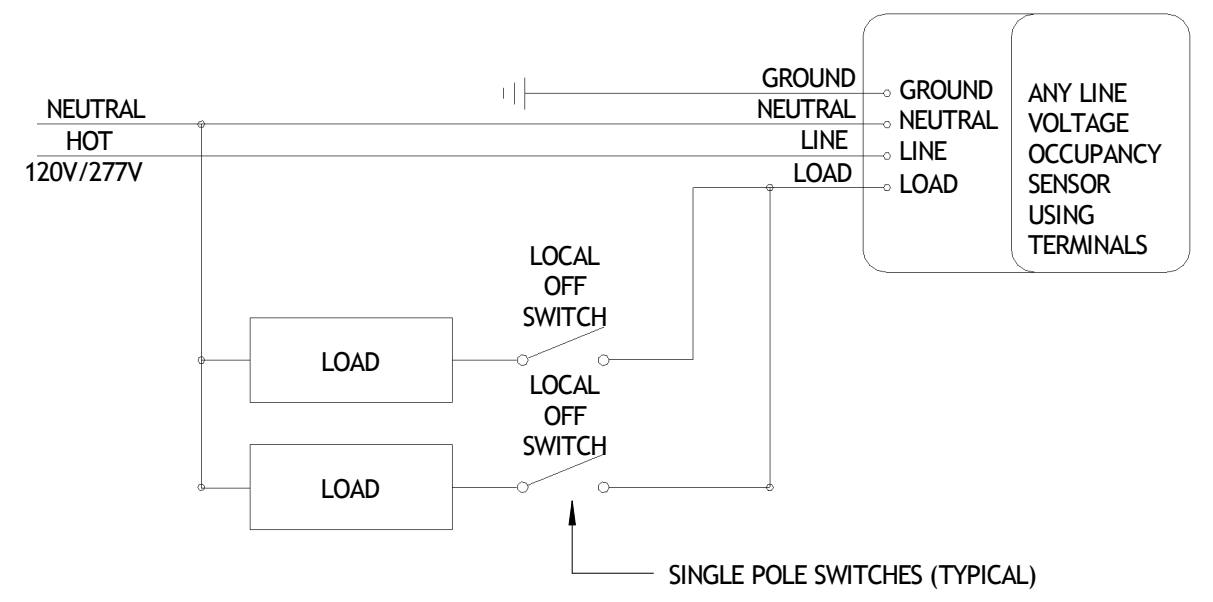 GROUND
NEUTRAL
NEUTRAL
HOT
LINE
120V/277V
LOAD
GROUND
NEUTRAL
LINE
LOAD
ANY LINE
VOLTAGE
OCCUPANCY
SENSOR
USING
TERMINALS
LOCAL
OFF
SWITCH
LOAD
LOCAL
OFF
SWITCH
LOAD
SINGLE POLE SWITCHES (TYPICAL)